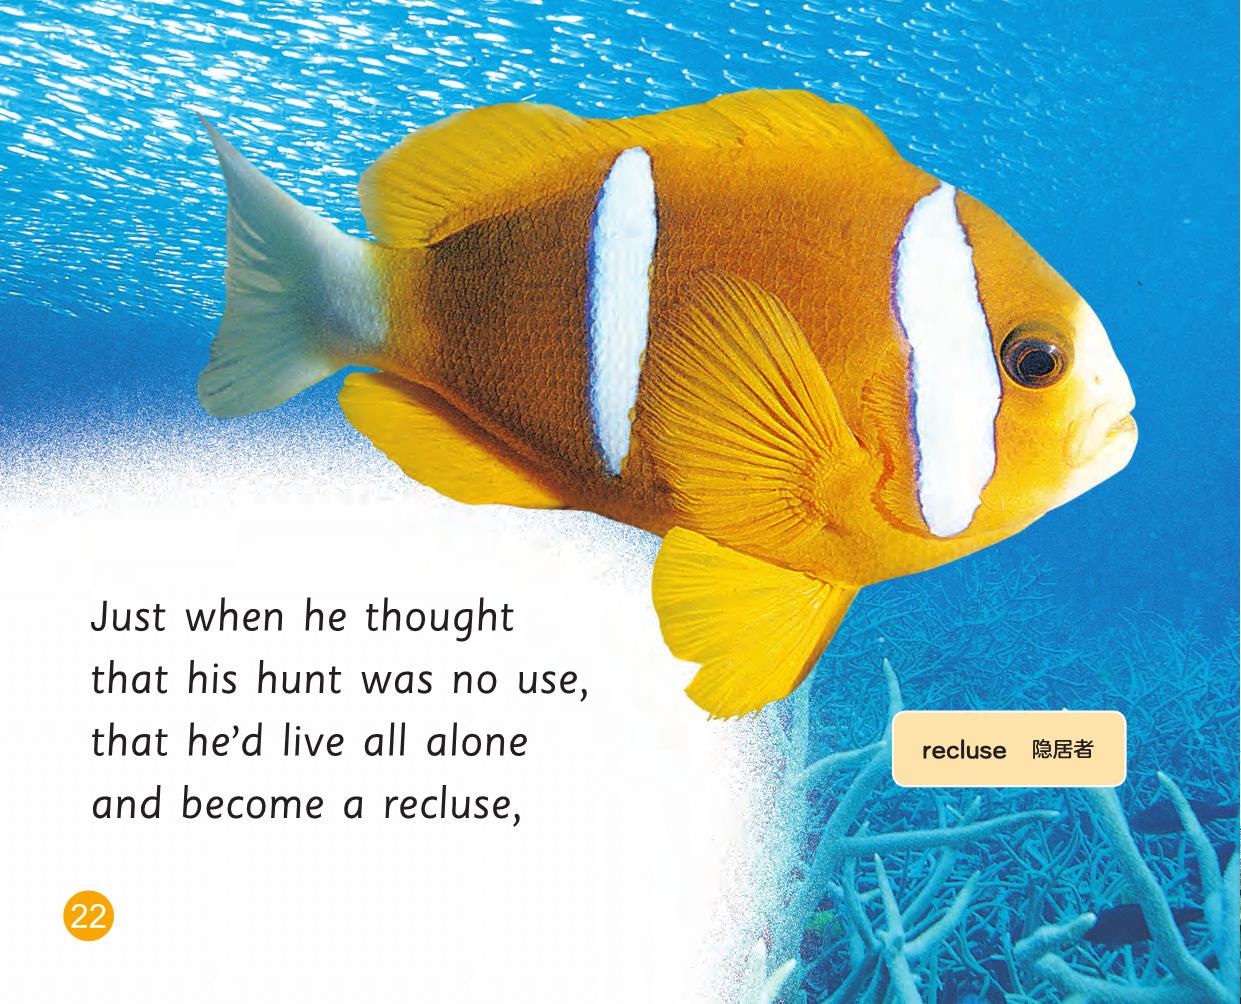 Just when he thought
that his hunt was no use,
that he’d live all alone
and become a recluse,
recluse 隐居者
22